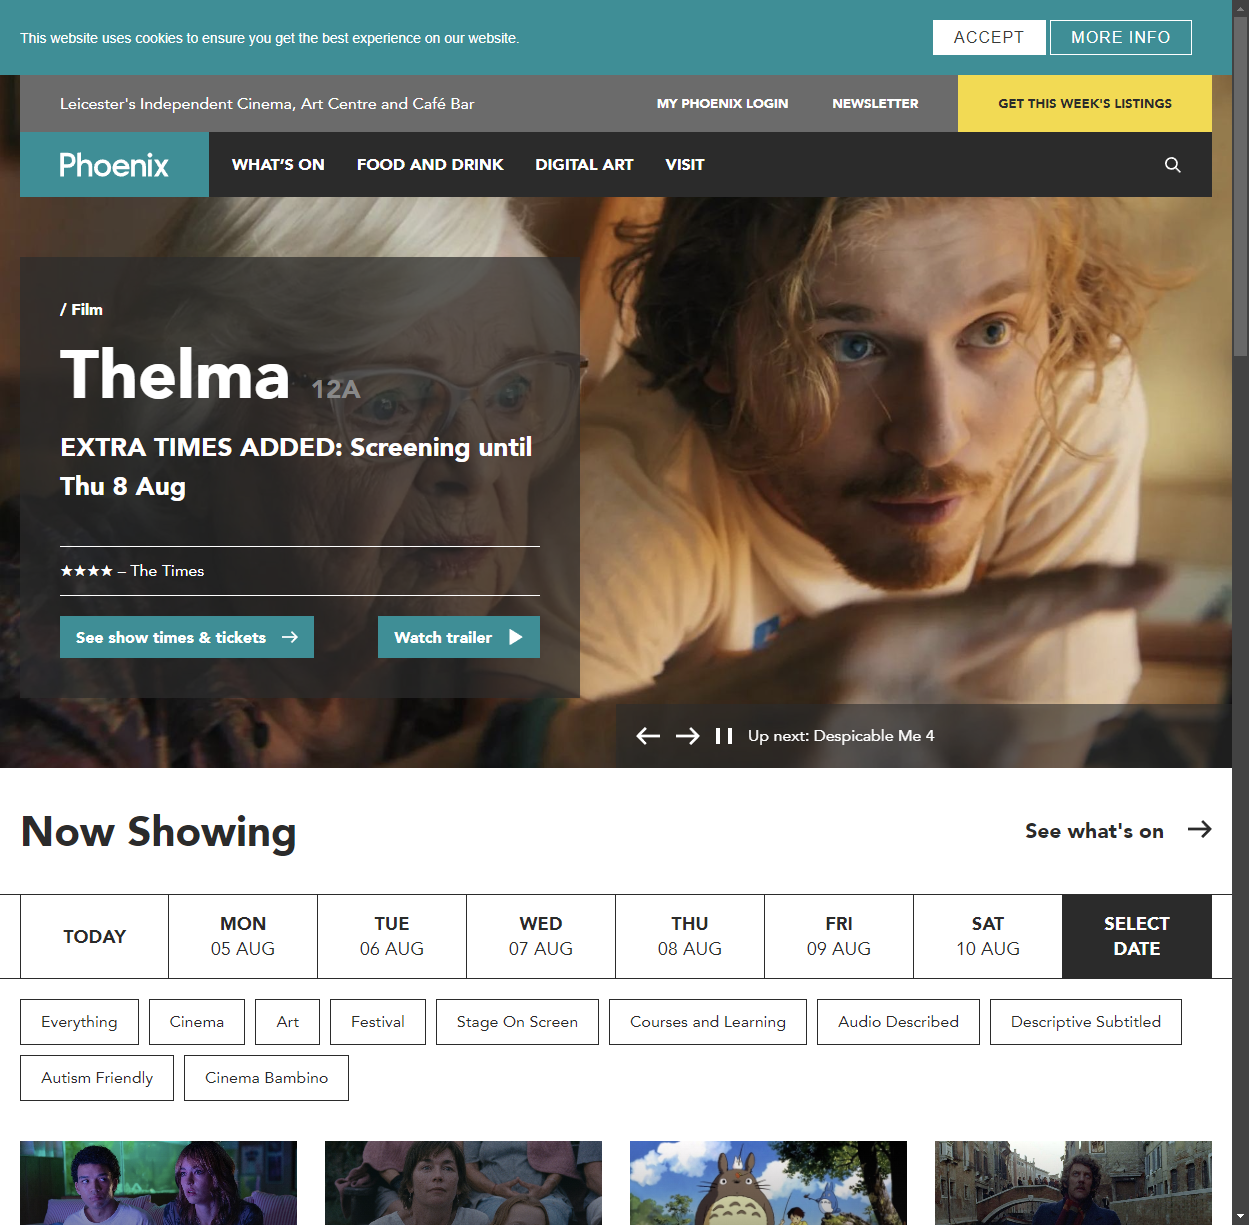 This website uses cookies to ensure you get the best experience on our website.
ACCEPT
MORE INFO
Leicester's Independent Cinema, Art Centre and Café Bar
MY PHOENIX LOGIN
NEWSLETTER
GET THIS WEEK'S LISTINGS
Phoenix
WHAT'S ON
FOOD AND DRINK
DIGITAL ART
VISIT
/ Film
Thelma 12A
EXTRA TIMES ADDED: Screening until
Thu 8 Aug
★★★★ – The Times
See show times & tickets
Watch trailer
Up next: Despicable Me 4
Now Showing
See what's on
TODAY
MON
05 AUG
TUE
06 AUG
WED
07 AUG
THU
08 AUG
FRI
09 AUG
SAT
10 AUG
SELECT
DATE
Everything
Cinema
Art
Festival
Stage On Screen
Courses and Learning
Audio Described
Descriptive Subtitled
Autism Friendly
Cinema Bambino